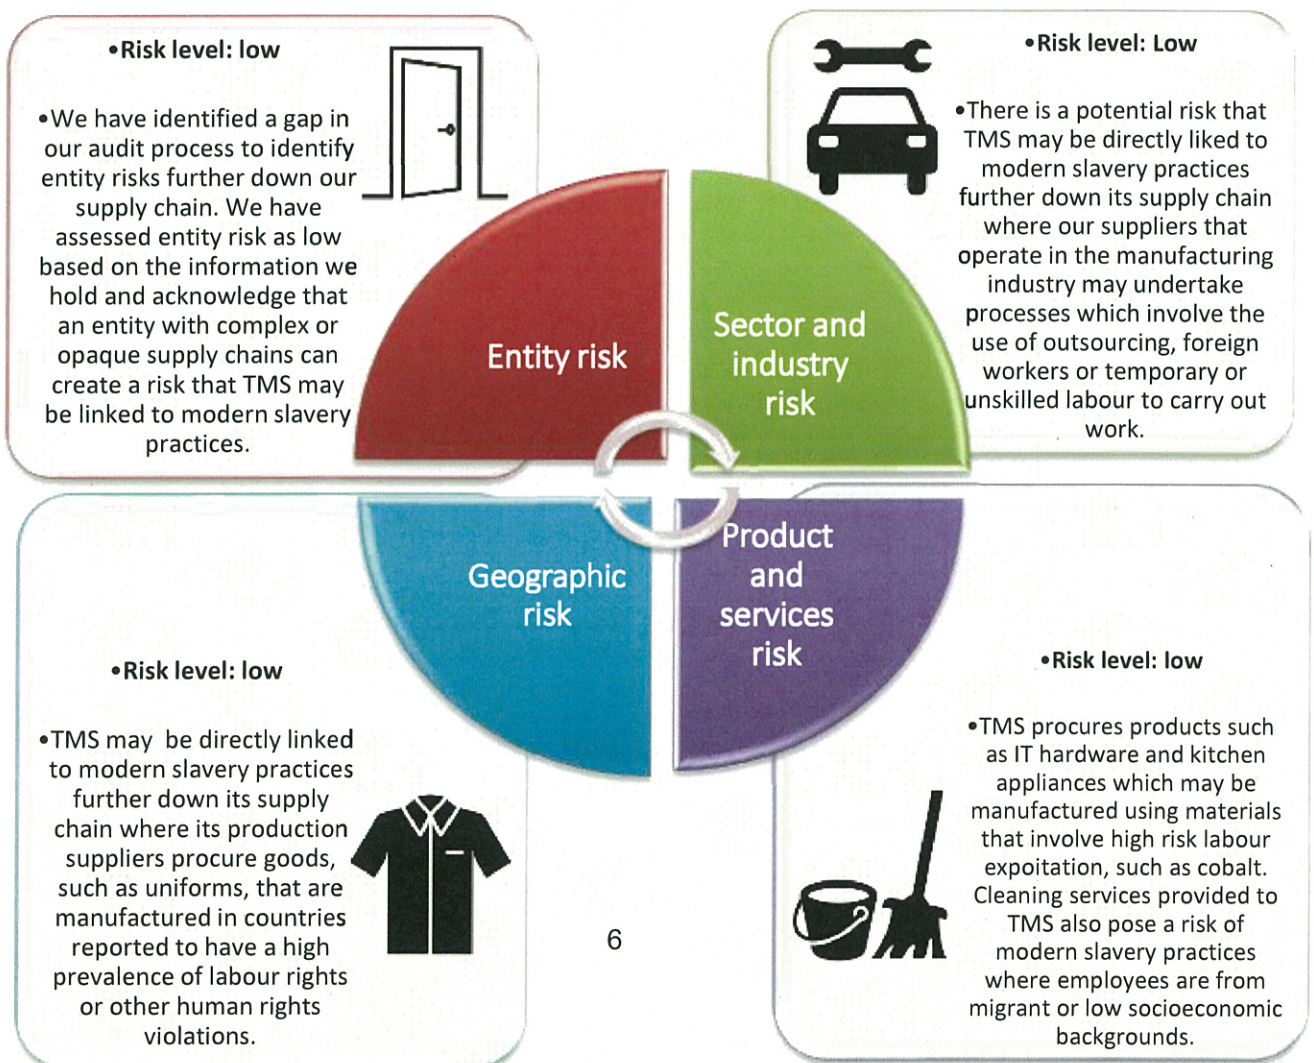 •Risk level: low
•We have identified a gap in
our audit process to identify
entity risks further down our
supply chain. We have
assessed entity risk as low
based on the information we
hold and acknowledge that
an entity with complex or
opaque supply chains can
create a risk that TMS may
be linked to modern slavery
practices.
•Risk level: Low
•There is a potential risk that
TMS may be directly liked to
modern slavery practices
further down its supply chain
where our suppliers that
operate in the manufacturing
industry may undertake
processes which involve the
use of outsourcing, foreign
workers or temporary or
unskilled labour to carry out
work.
Entity risk
Sector and
industry
risk
Geographic
risk
Product
and
services
risk
•Risk level: low
•TMS may be directly linked
to modern slavery practices
further down its supply
chain where its production
suppliers procure goods,
such as uniforms, that are
manufactured in countries
reported to have a high
prevalence of labour rights
or other human rights
violations.
•Risk level: low
•TMS procures products such
as IT hardware and kitchen
appliances which may be
manufactured using materials
that involve high risk labour
expoitation, such as cobalt.
Cleaning services provided to
TMS also pose a risk of
modern slavery practices
where employees are from
migrant or low socioeconomic
backgrounds.
6